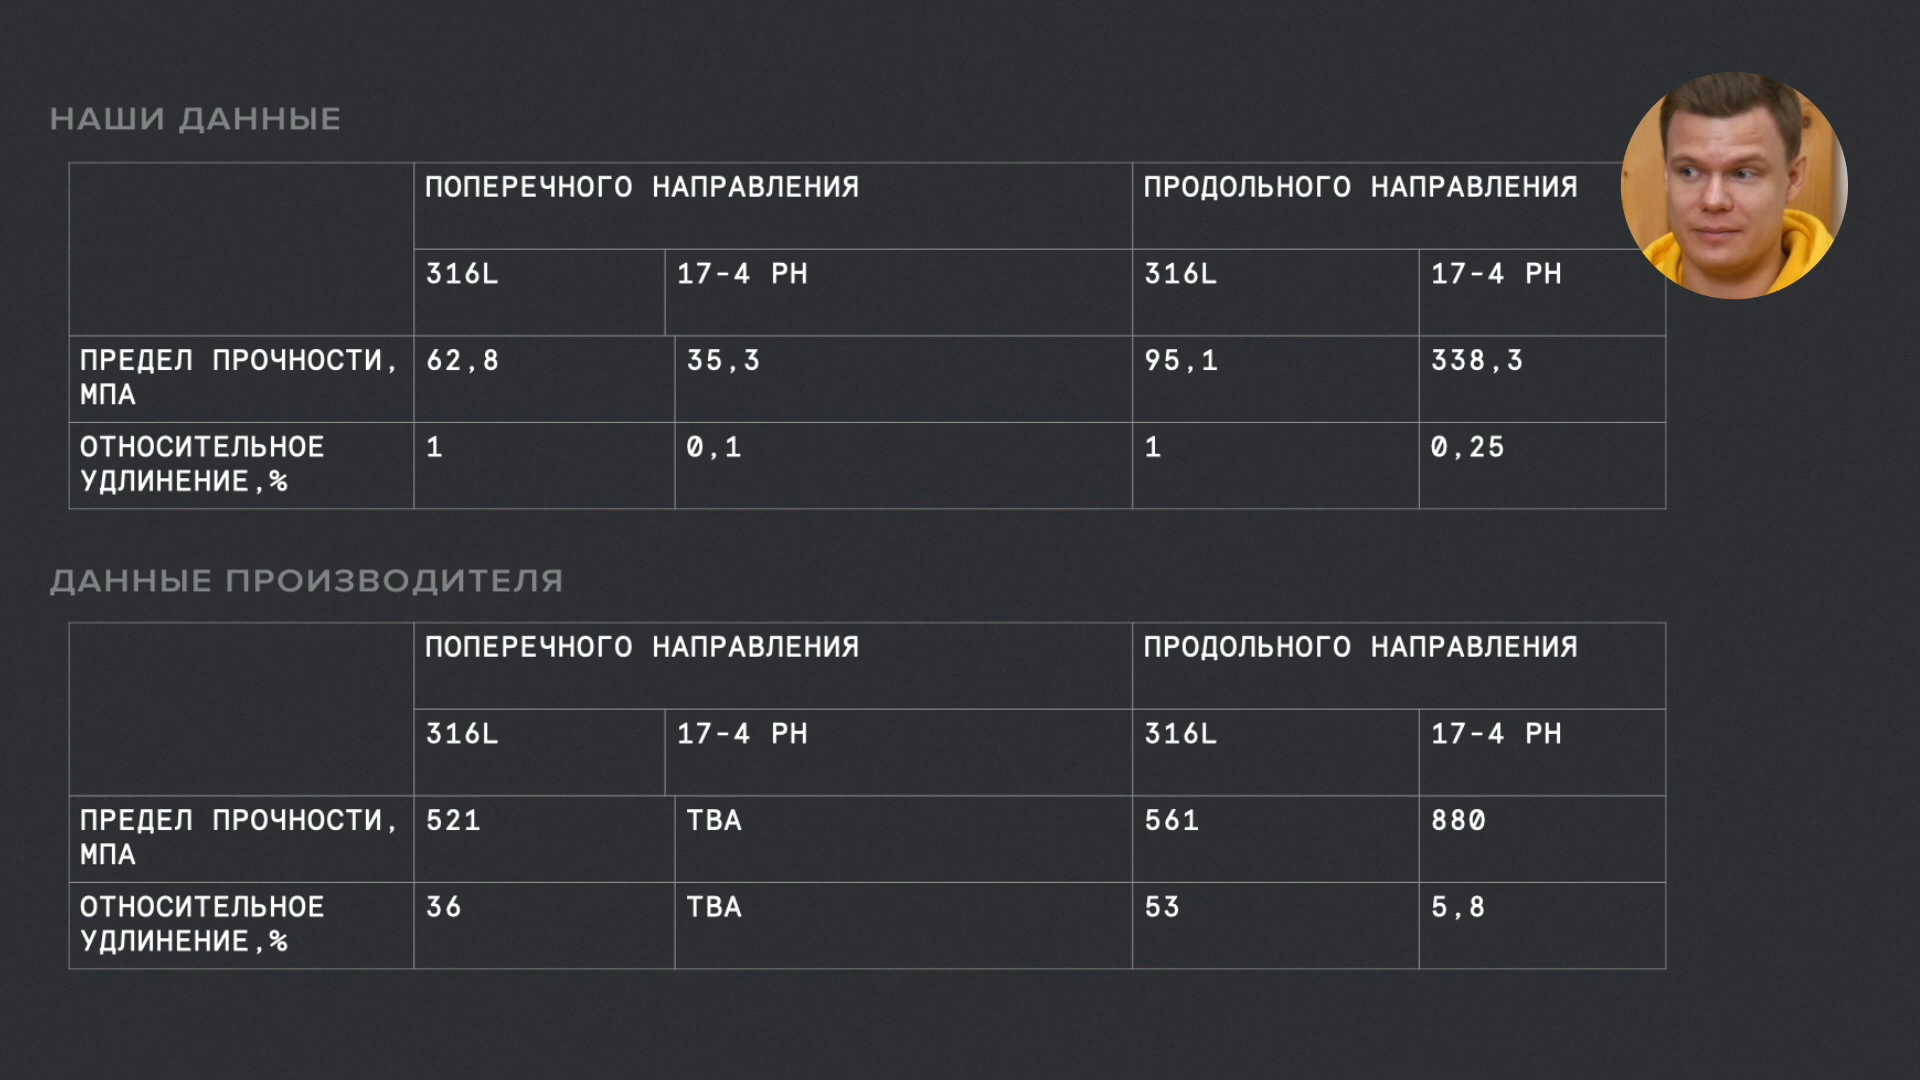 НАШИ ДАННЫЕ
ПОПЕРЕЧНОГО НАПРАВЛЕНИЯ ПРОДОЛЬНОГО НАПРАВЛЕНИЯ
316L 17-4 PH 316L 17-4 PH
ПРЕДЕЛ ПРОЧНОСТИ, 62,8 35,3 95,1 338,3
МПА
ОТНОСИТЕЛЬНОЕ 1 0,1 1 0,25
УДЛИНЕНИЕ,%
ДАННЫЕ ПРОИЗВОДИТЕЛЯ
ПОПЕРЕЧНОГО НАПРАВЛЕНИЯ ПРОДОЛЬНОГО НАПРАВЛЕНИЯ
316L 17-4 PH 316L 17-4 PH
ПРЕДЕЛ ПРОЧНОСТИ, 521 TBA 561 880
МПА
ОТНОСИТЕЛЬНОЕ 36 TBA 53 5,8
УДЛИНЕНИЕ,%